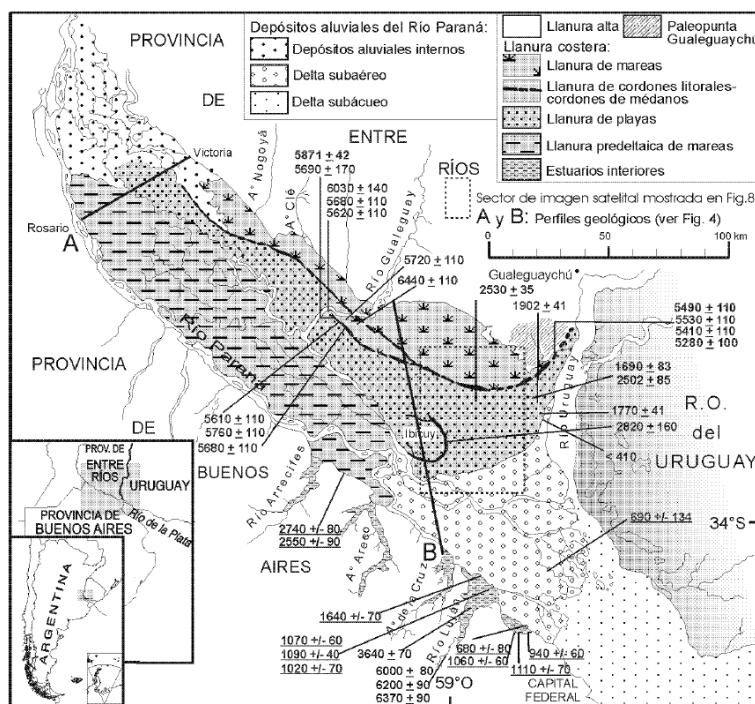 PROVINCIA
DE
Depósitos aluviales del Río Paraná:
Depósitos aluviales internos
Delta subaéreo
Delta subácueo
Llanura alta
Paleopunta
Gualeguaychú
Llanura costera:
Llanura de mareas
Llanura de cordones litorales-
cordones de médanos
Llanura de playas
Llanura predeltaica de mareas
Estuarios interiores
ENTRE
RÍOS
Sector de imagen satelital mostrada en Fig.8
A y B: Perfiles geológicos (ver Fig. 4)
0
50
100 km
Victoria
Rosario
A
A° Nogoyá
A° Clé
Río Gualeguay
5871 ± 42
5690 ± 170
6030 ± 140
5680 ± 110
5620 ± 110
5720 ± 110
6440 ± 110
Gualeguaychú
2530 ± 35
1902 ± 41
5490 ± 110
5530 ± 110
5410 ± 110
5280 ± 100
1690 ± 83
2502 ± 85
1770 ± 41
2820 ± 160
< 410
Río Uruguay
R.O.
del
URUGUAY
Río Paraná
PROVINCIA
DE
BUENOS
AIRES
5610 ± 110
5760 ± 110
5680 ± 110
Ibicuy
Río Arrecifes
2740 +/- 80
2550 +/- 90
A° Areco
A° de la Cruz
B
690 +/- 134
34°S
1640 +/- 70
1070 +/- 60
1090 +/- 40
1020 +/- 70
3640 ± 70
Río Luján
6000 ± 80
6200 ± 90
6370 ± 90
680 +/- 80
1060 +/- 60
940 +/- 60
1110 +/- 70
59°O
CAPITAL
FEDERAL
PROV. DE
ENTRE
RÍOS
URUGUAY
PROVINCIA DE
BUENOS AIRES
Río de la Plata
ARGENTINA